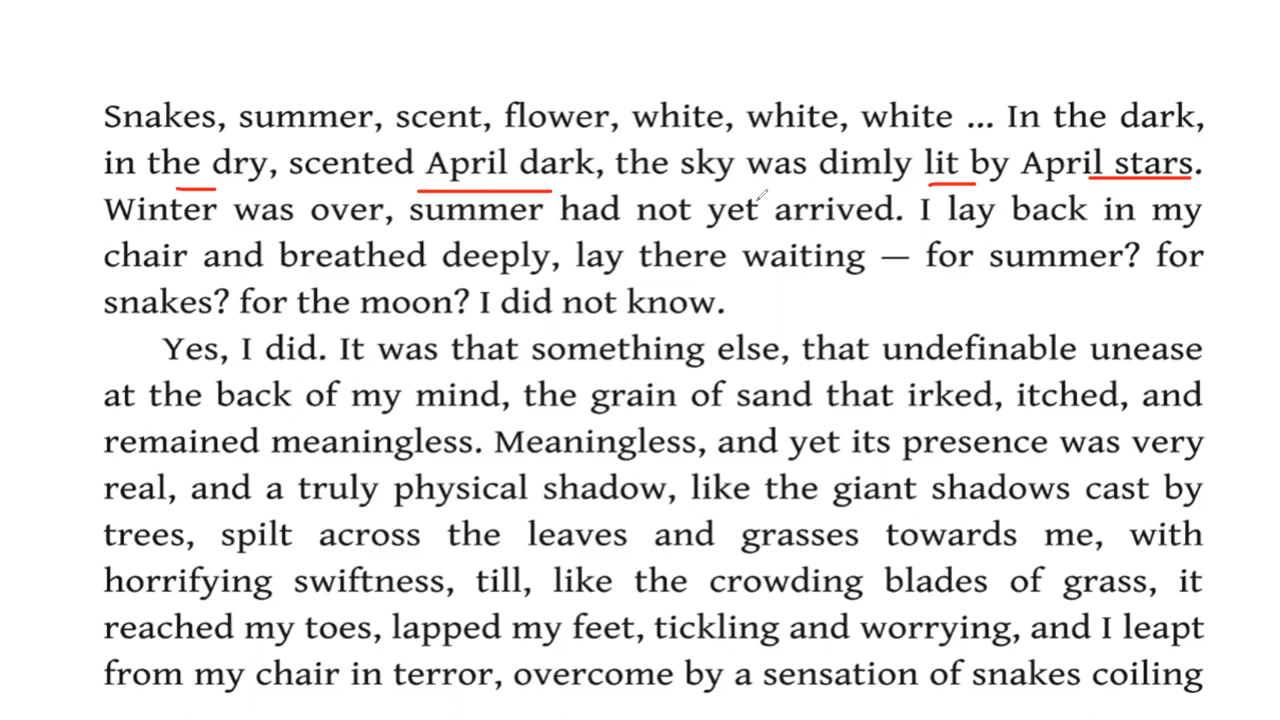 Snakes, summer, scent, flower, white, white, white ... In the dark,
in the dry, scented April dark, the sky was dimly lit by April stars.
Winter was over, summer had not yet arrived. I lay back in my
chair and breathed deeply, lay there waiting — for summer? for
snakes? for the moon? I did not know.
Yes, I did. It was that something else, that undefinable unease
at the back of my mind, the grain of sand that irked, itched, and
remained meaningless. Meaningless, and yet its presence was very
real, and a truly physical shadow, like the giant shadows cast by
trees, spilt across the leaves and grasses towards me, with
horrifying swiftness, till, like the crowding blades of grass, it
reached my toes, lapped my feet, tickling and worrying, and I leapt
from my chair in terror, overcome by a sensation of snakes coiling